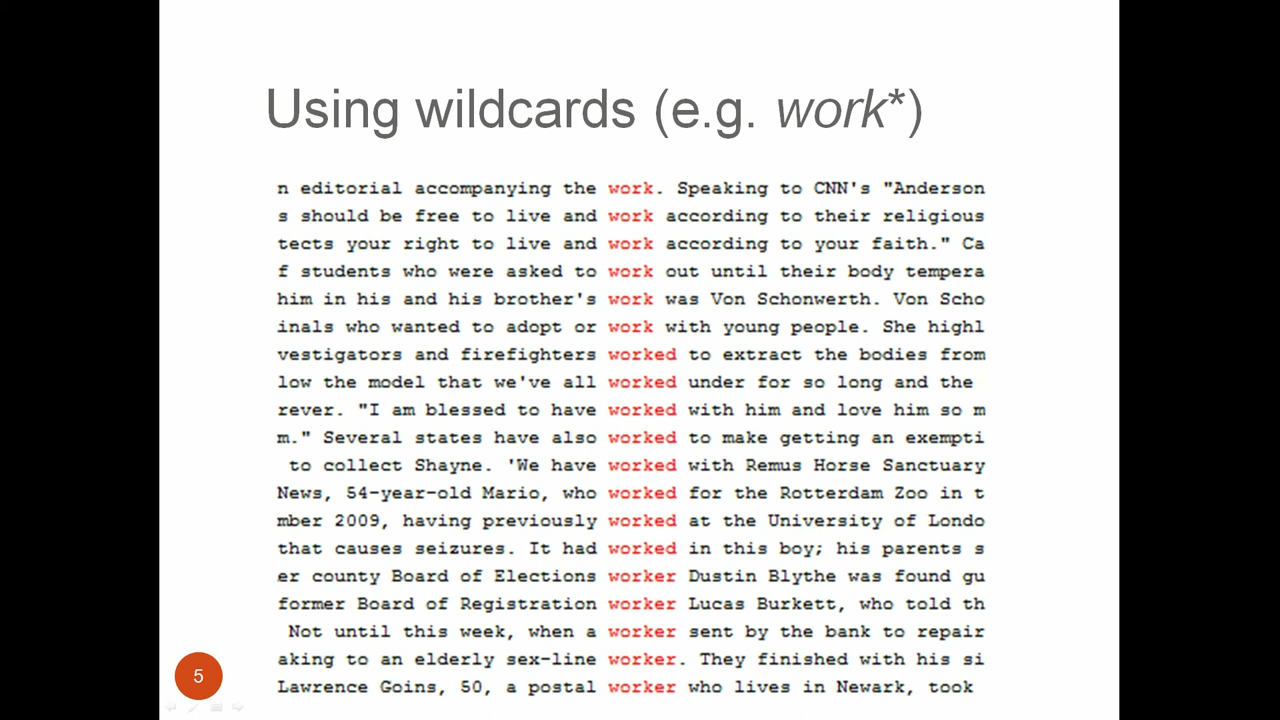 Using wildcards (e.g. work*)
n editorial accompanying the work. Speaking to CNN's "Anderson
s should be free to live and work according to their religious
tects your right to live and work according to your faith." Ca
f students who were asked to work out until their body tempera
him in his and his brother's work was Von Schonwerth. Von Scho
inals who wanted to adopt or work with young people. She highl
vestigators and firefighters worked to extract the bodies from
low the model that we've all worked under for so long and the
rever. "I am blessed to have worked with him and love him so m
m." Several states have also worked to make getting an exempti
to collect Shayne. 'We have worked with Remus Horse Sanctuary
News, 54-year-old Mario, who worked for the Rotterdam Zoo in t
mber 2009, having previously worked at the University of Londo
that causes seizures. It had worked in this boy; his parents s
er county Board of Elections worker Dustin Blythe was found gu
former Board of Registration worker Lucas Burkett, who told th
Not until this week, when a worker sent by the bank to repair
aking to an elderly sex-line worker. They finished with his si
Lawrence Goins, 50, a postal worker who lives in Newark, took
5